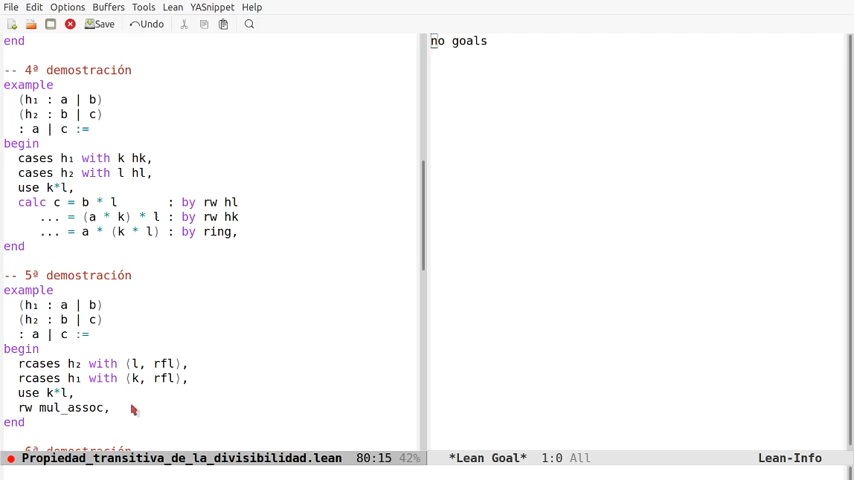 File Edit Options Buffers Tools Lean YASnippet Help
Save Undo
end
-- 4ª demostración
example
(h₁ : a | b)
(h₂ : b | c)
: a | c :=
begin
cases h₁ with k hk,
cases h₂ with l hl,
use k*l,
calc c = b * l : by rw hl
... = (a * k) * l : by rw hk
... = a * (k * l) : by ring,
end
-- 5ª demostración
example
(h₁ : a | b)
(h₂ : b | c)
: a | c :=
begin
rcases h₂ with ⟨l, rfl⟩,
rcases h₁ with ⟨k, rfl⟩,
use k*l,
rw mul_assoc,
end
-- 6ª demostración
Propiedad_transitiva_de_la_divisibilidad.lean 80:15 42%
no goals
*Lean Goal* 1:0 All Lean-Info